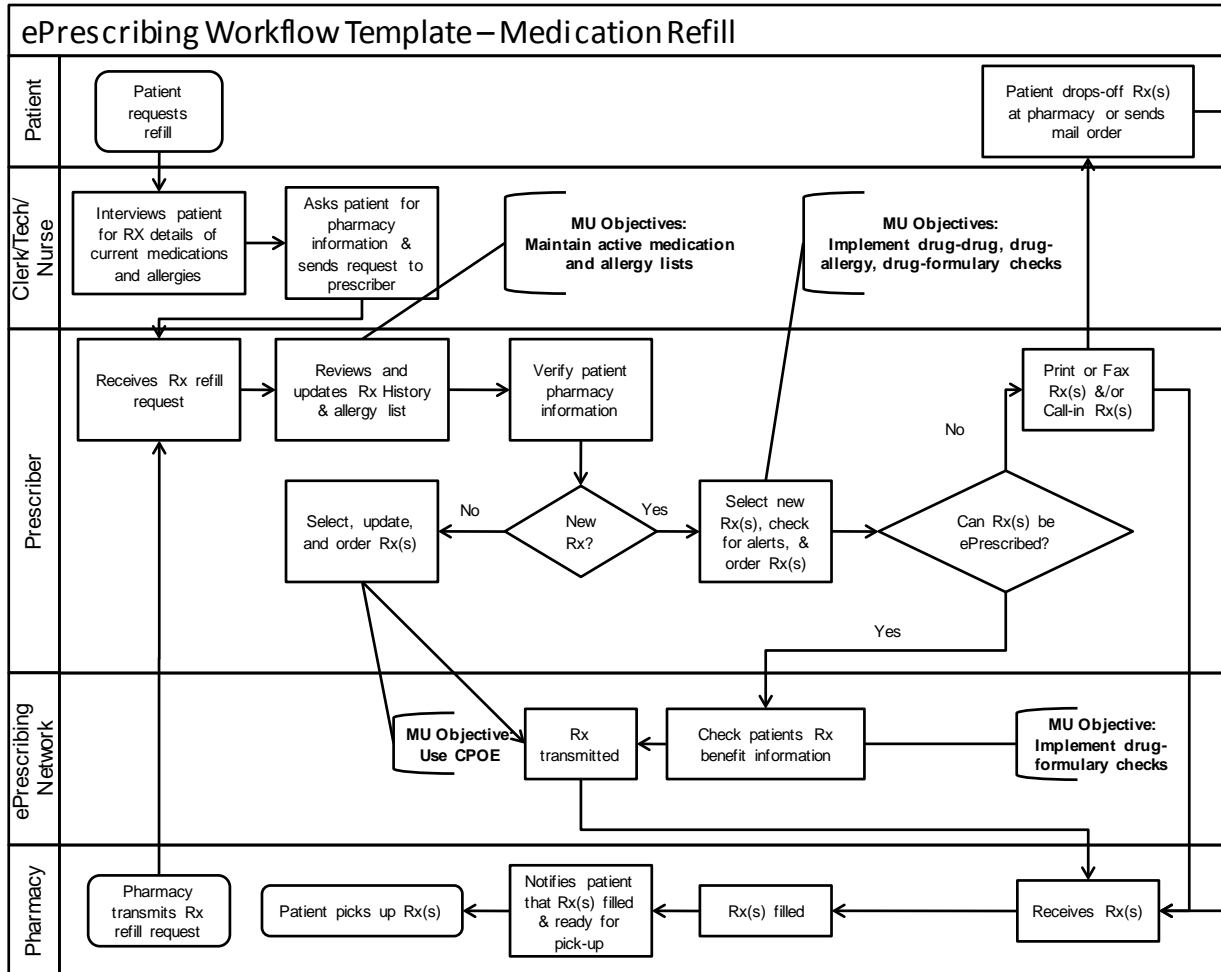 ePrescribing Workflow Template – Medication Refill
Patient
Patient
requests
refill
Patient drops-off Rx(s)
at pharmacy or sends
mail order
Clerk/Tech/
Nurse
Interviews patient
for RX details of
current medications
and allergies
Asks patient for
pharmacy
information &
sends request to
prescriber
MU Objectives:
Maintain active medication
and allergy lists
MU Objectives:
Implement drug-drug, drug-
allergy, drug-formulary checks
Prescriber
Receives Rx refill
request
Reviews and
updates Rx History
& allergy list
Verify patient
pharmacy
information
Print or Fax
Rx(s) &/or
Call-in Rx(s)
No
Select, update,
and order Rx(s)
No
New
Rx?
Yes
Select new
Rx(s), check
for alerts, &
order Rx(s)
Can Rx(s) be
ePrescribed?
Yes
ePrescribing
Network
MU Objective:
Use CPOE
Rx
transmitted
Check patients Rx
benefit information
MU Objective:
Implement drug-
formulary checks
Pharmacy
Pharmacy
transmits Rx
refill request
Patient picks up Rx(s)
Notifies patient
that Rx(s) filled
& ready for
pick-up
Rx(s) filled
Receives Rx(s)